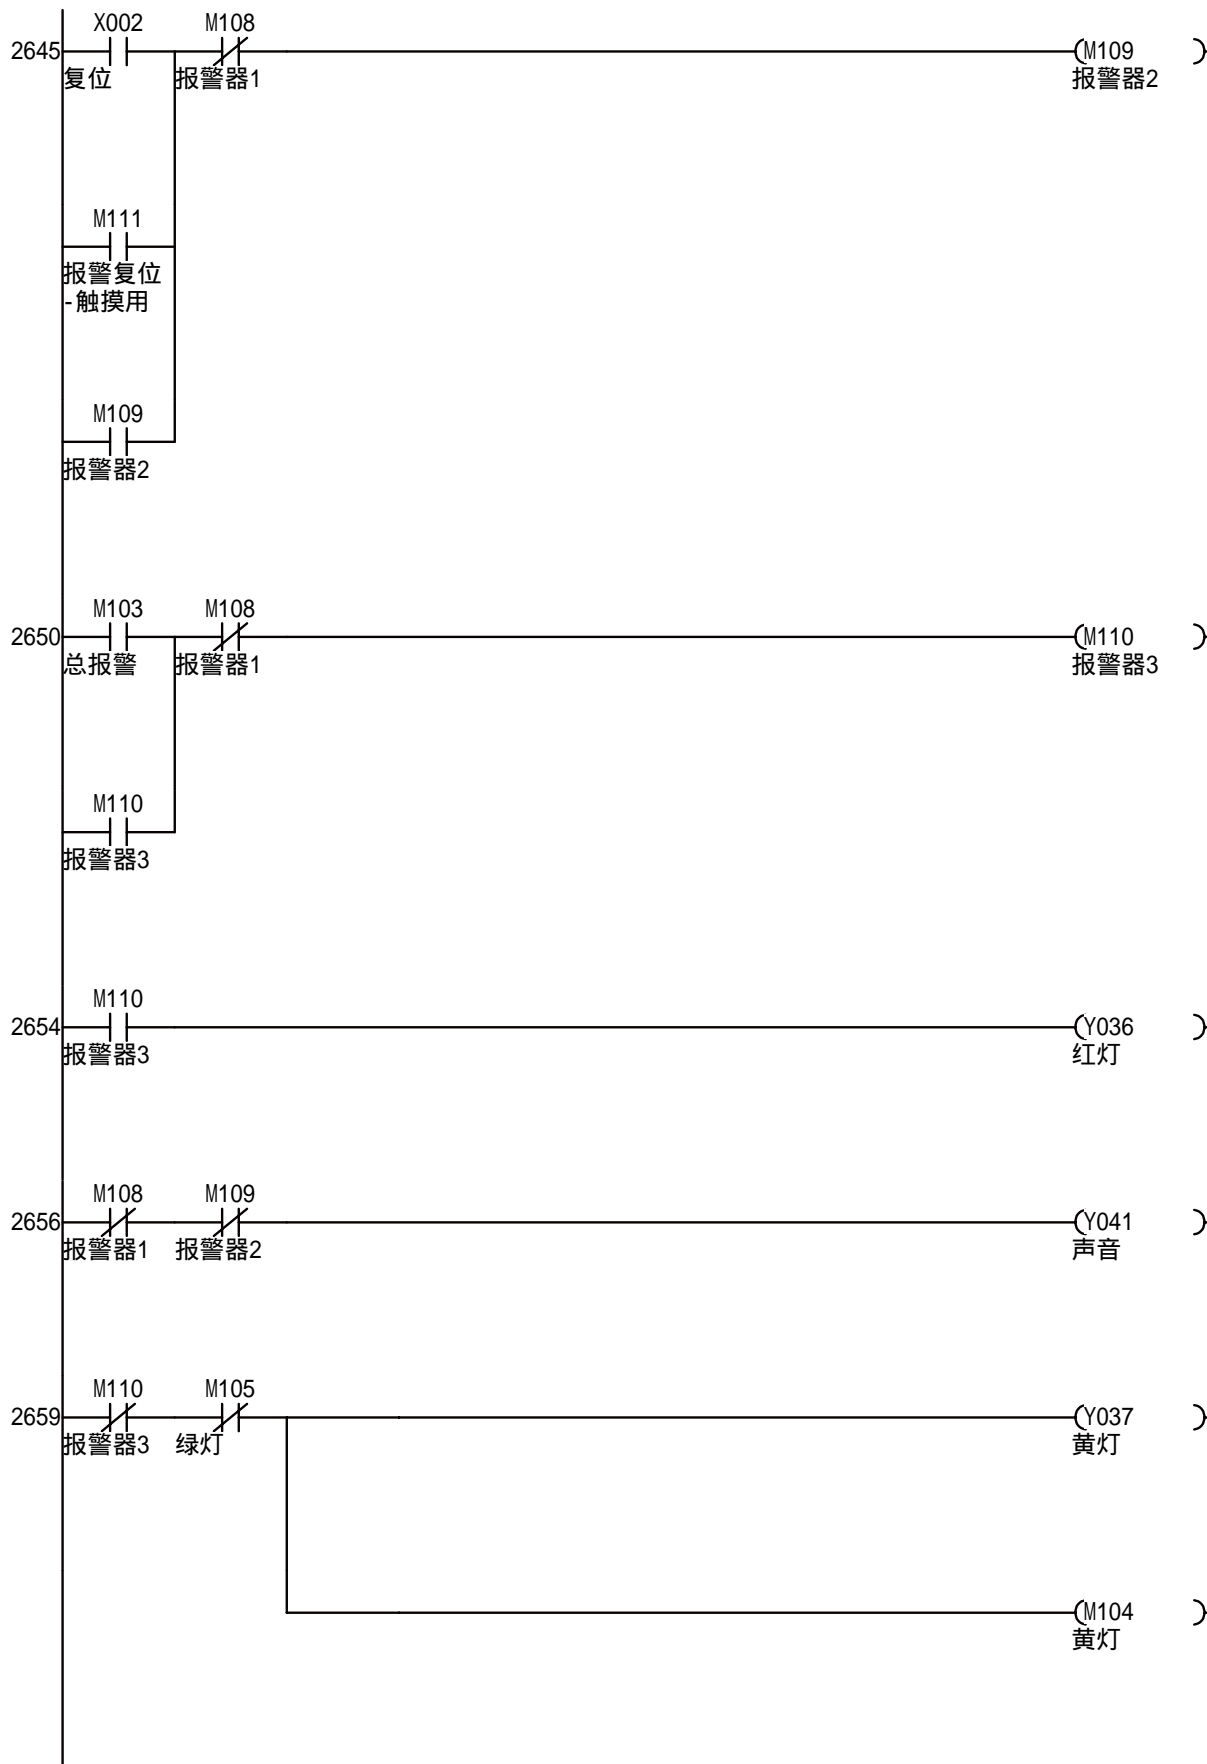 X002 M108
2645 (M109 )
复位 报警器1 报警器2
M111
报警复位
-触摸用
M109
报警器2
M103 M108
2650 (M110 )
总报警 报警器1 报警器3
M110
报警器3
M110
2654 (Y036 )
报警器3 红灯
M108 M109
2656 (Y041 )
报警器1 报警器2 声音
M110 M105
2659 (Y037 )
报警器3 绿灯 黄灯
(M104 )
黄灯